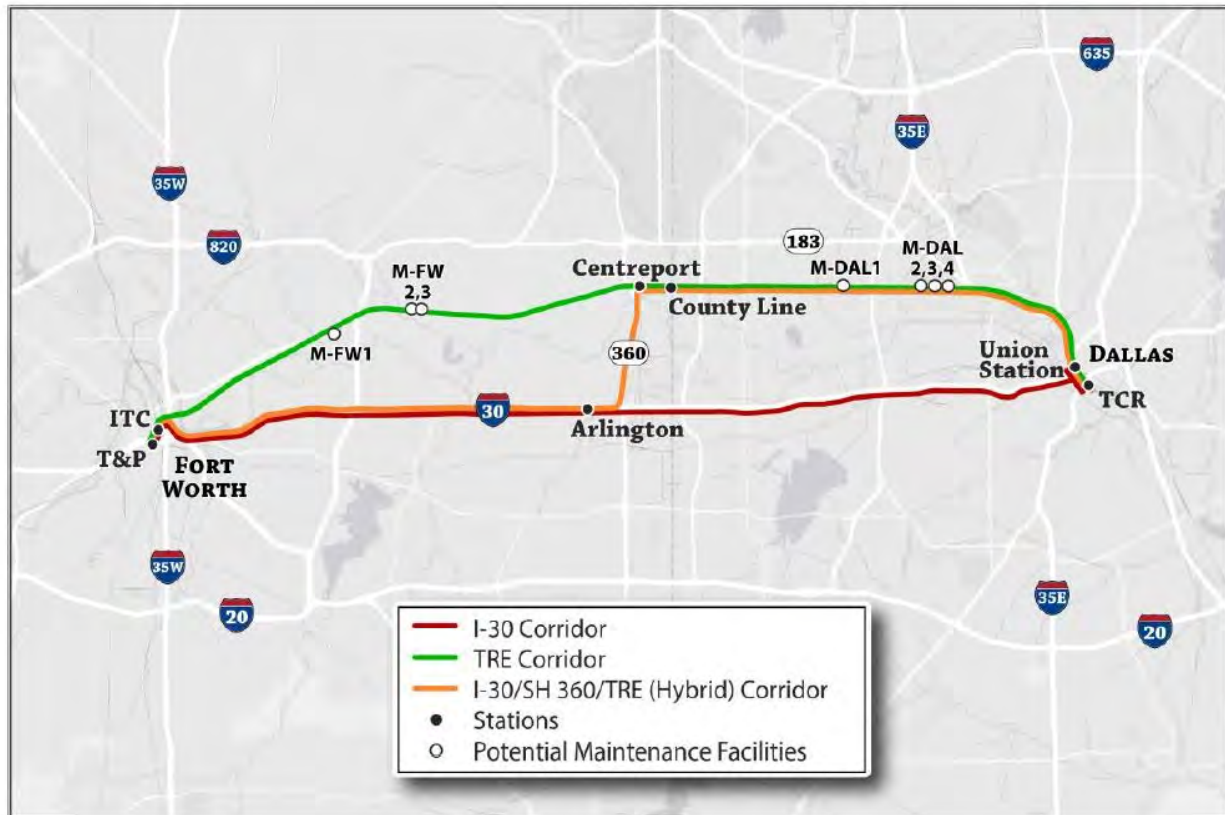 635
35E
35W
820
183
M-DAL
2,3,4
Centreport
M-DAL1
M-FW
2,3
County Line
M-FW1
360
Union
Station
DALLAS
TCR
30
Arlington
ITC
T&P
FORT
WORTH
35W
20
35E
20
I-30 Corridor
TRE Corridor
I-30/SH 360/TRE (Hybrid) Corridor
Stations
Potential Maintenance Facilities